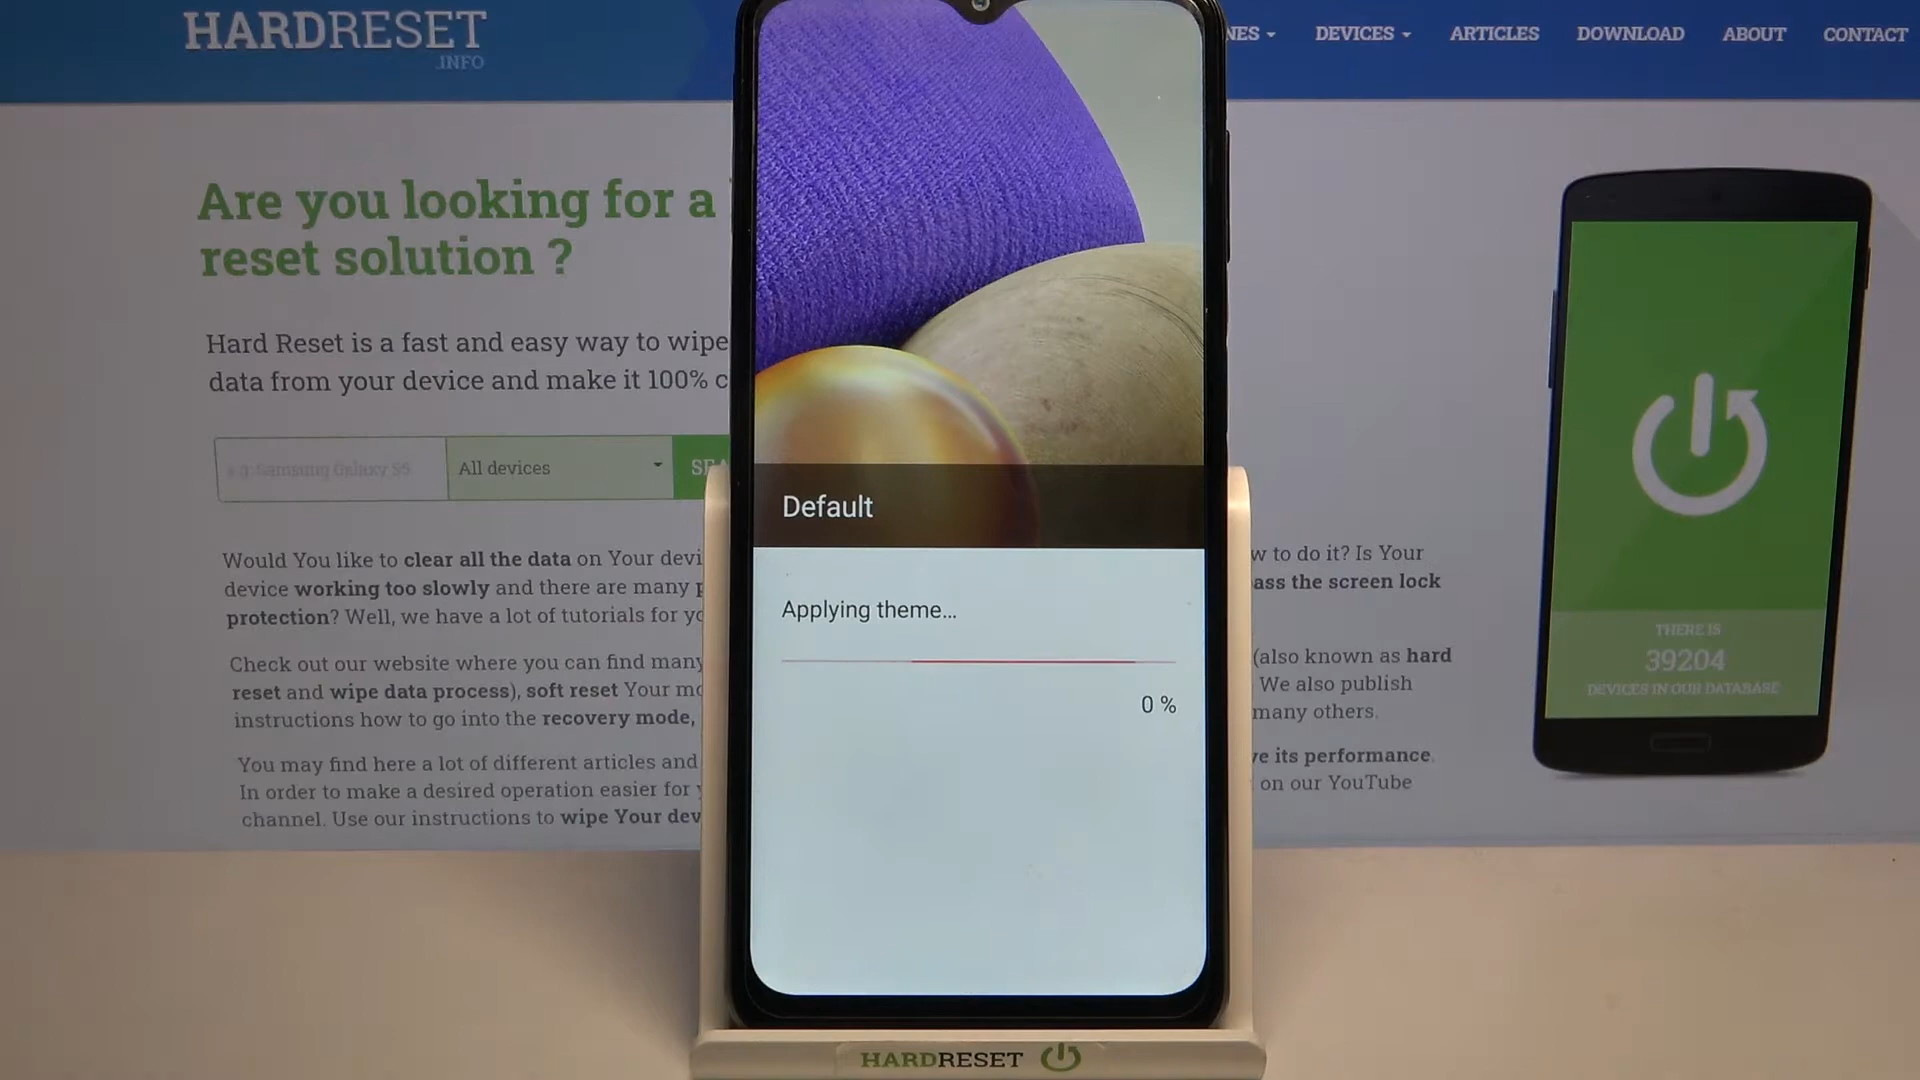 HARDRESET
.INFO
DEVICES
ARTICLES
DOWNLOAD
ABOUT
CONTACT
Are you looking for a
reset solution ?
Hard Reset is a fast and easy way to wipe
data from your device and make it 100%
e.g. Samsung Galaxy S9
All devices
Would You like to clear all the data on Your
device working too slowly and there are many
protection? Well, we have a lot of tutorials for
Check out our website where you can find many
reset and wipe data process), soft reset Your
instructions how to go into the recovery mode,
You may find here a lot of different articles and
In order to make a desired operation easier for
channel. Use our instructions to wipe Your
to do it? Is Your
the screen lock
(also known as hard
We also publish
many others.
its performance.
on our YouTube
THERE IS
39204
DEVICES IN OUR DATABASE
Default
Applying theme...
0 %
HARDRESET